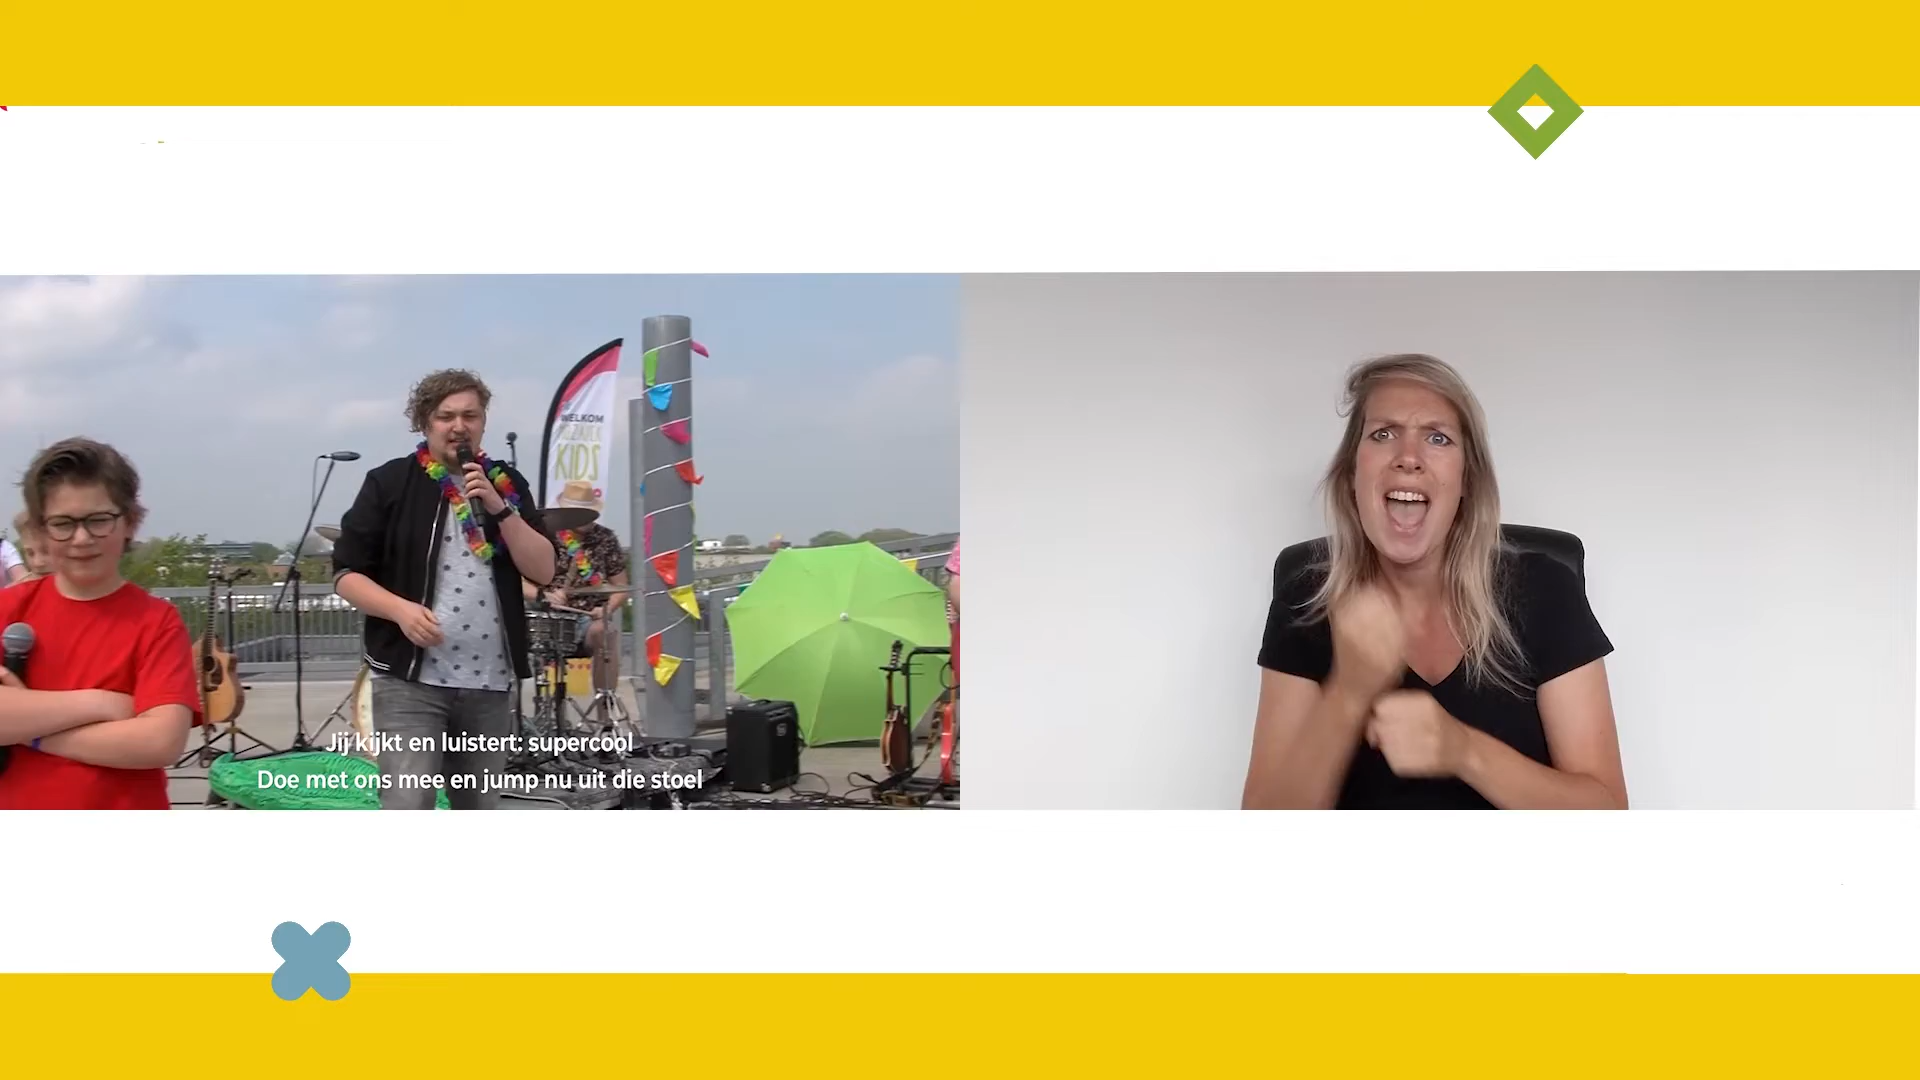 WELKOM
KIDS
Jij kijkt en luistert: supercool
Doe met ons mee en jump nu uit die stoel